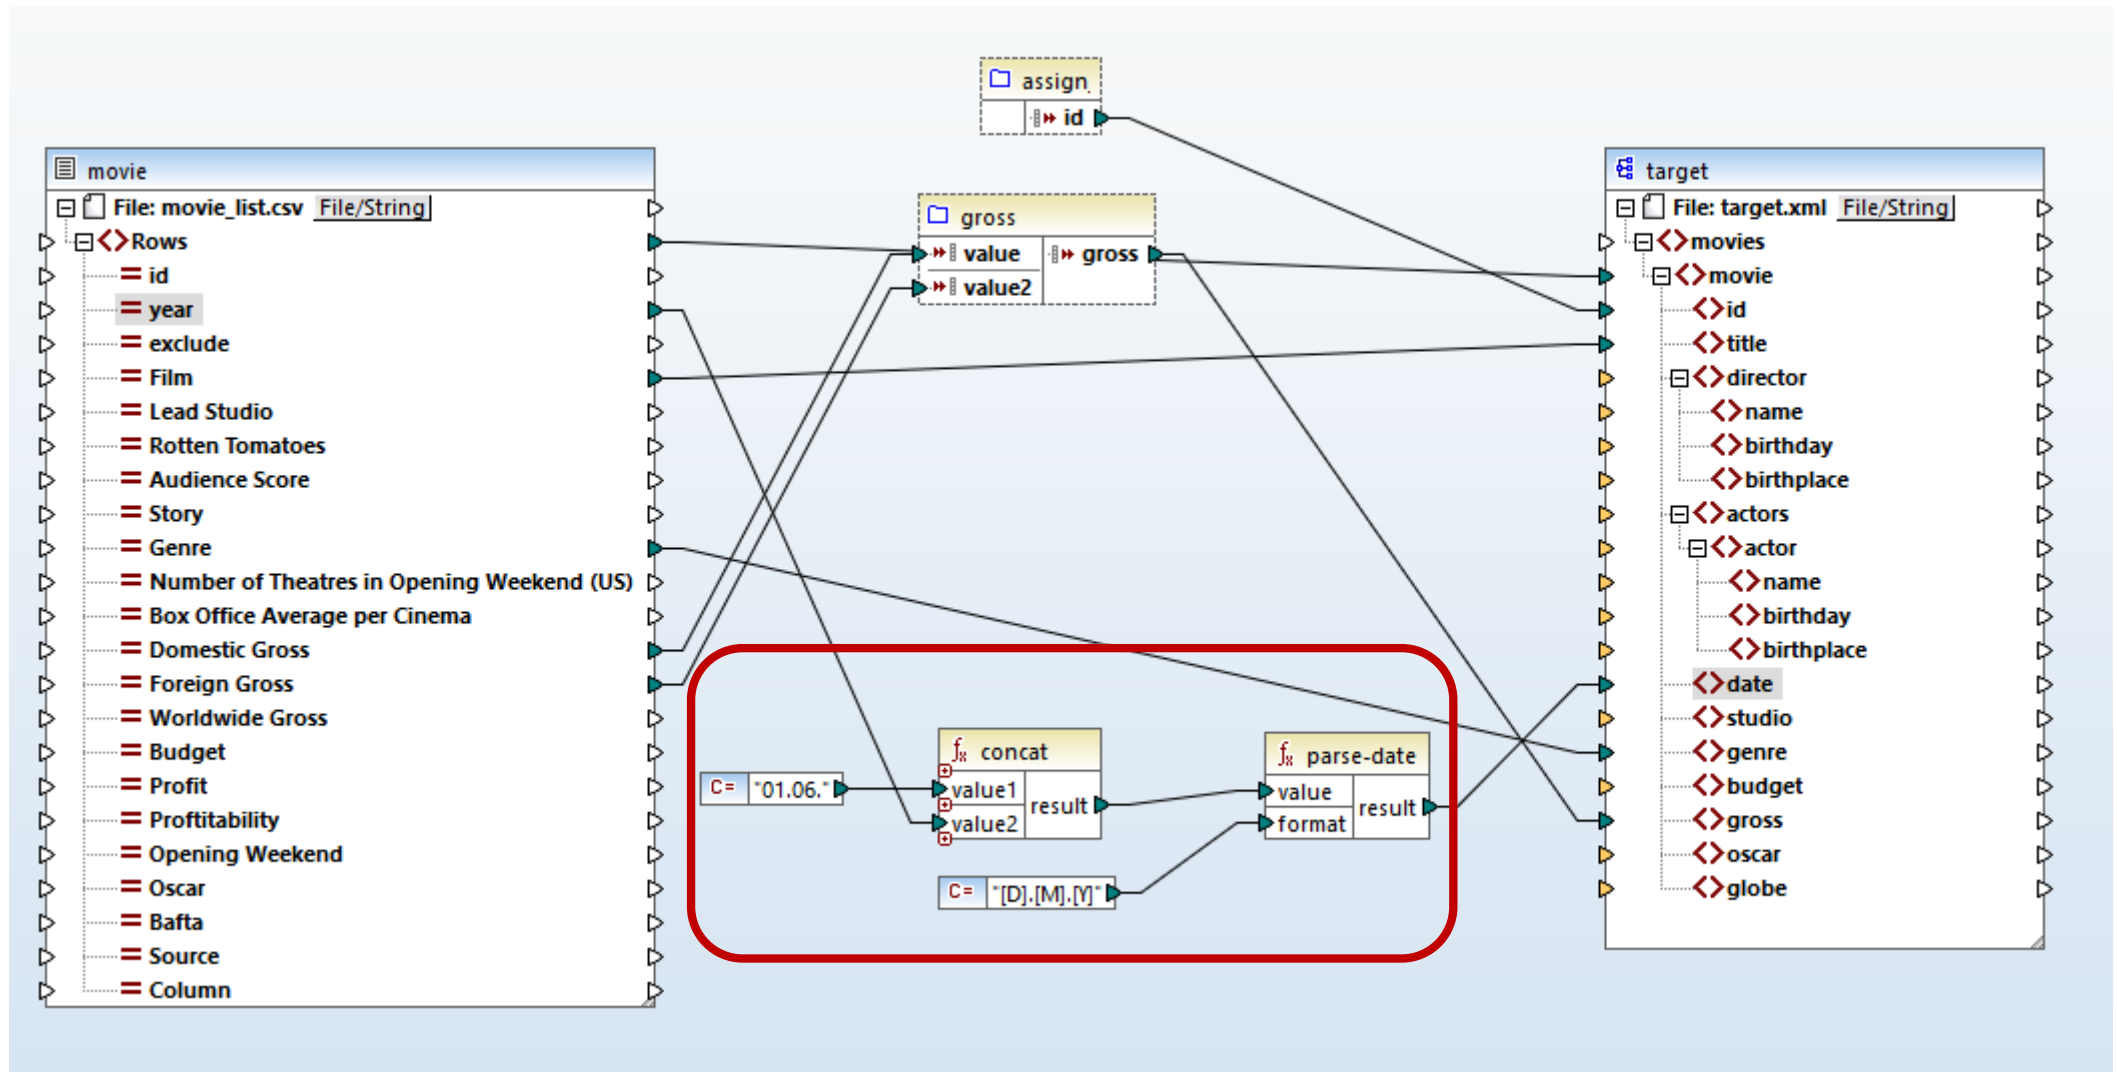 assign
id
movie
File: movie_list.csv File/String
Rows
id
year
exclude
Film
Lead Studio
Rotten Tomatoes
Audience Score
Story
Genre
Number of Theatres in Opening Weekend (US)
Box Office Average per Cinema
Domestic Gross
Foreign Gross
Worldwide Gross
Budget
Profit
Proftitability
Opening Weekend
Oscar
Bafta
Source
Column
gross
value gross
value2
C= "01.06."
fx concat
value1
result
value2
C= "[D].[M].[Y]"
fx parse-date
value
result
format
target
File: target.xml File/String
movies
movie
id
title
director
name
birthday
birthplace
actors
actor
name
birthday
birthplace
date
studio
genre
budget
gross
oscar
globe